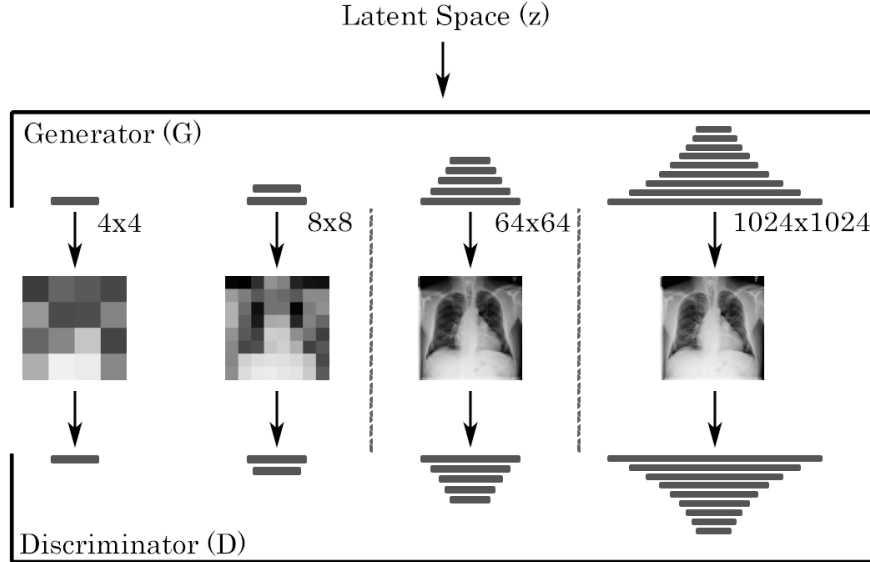 Latent Space (z)
Generator (G)
4x4
8x8
64x64
1024x1024
Discriminator (D)